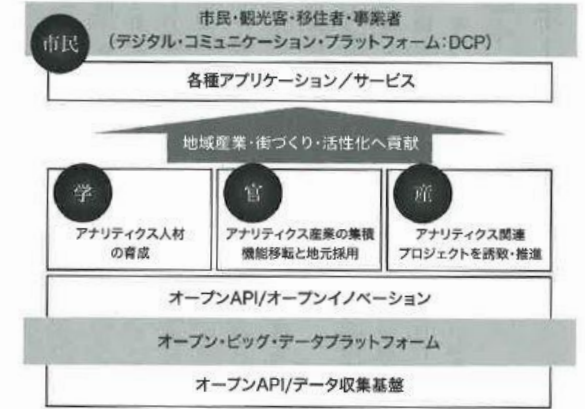 市民・観光客・移住者・事業者
市民
（デジタル・コミュニケーション・プラットフォーム：DCP）
各種アプリケーション／サービス
地域産業・街づくり・活性化へ貢献
学
アナリティクス人材
の育成
官
アナリティクス産業の集積
機能移転と地元採用
産
アナリティクス関連
プロジェクトを誘致・推進
オープンAPI/オープンイノベーション
オープン・ビッグ・データプラットフォーム
オープンAPI/データ収集基盤